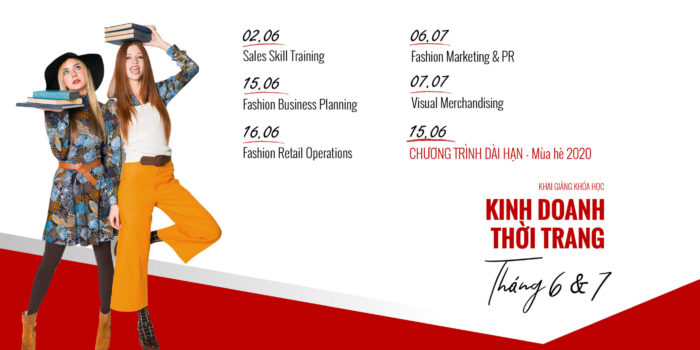 02.06
Sales Skill Training
15.06
Fashion Business Planning
16.06
Fashion Retail Operations
06.07
Fashion Marketing & PR
07.07
Visual Merchandising
15.06
CHƯƠNG TRÌNH DÀI HẠN - Mùa hè 2020
KHAI GIẢNG KHÓA HỌC
KINH DOANH
THỜI TRANG
Tháng 6 & 7